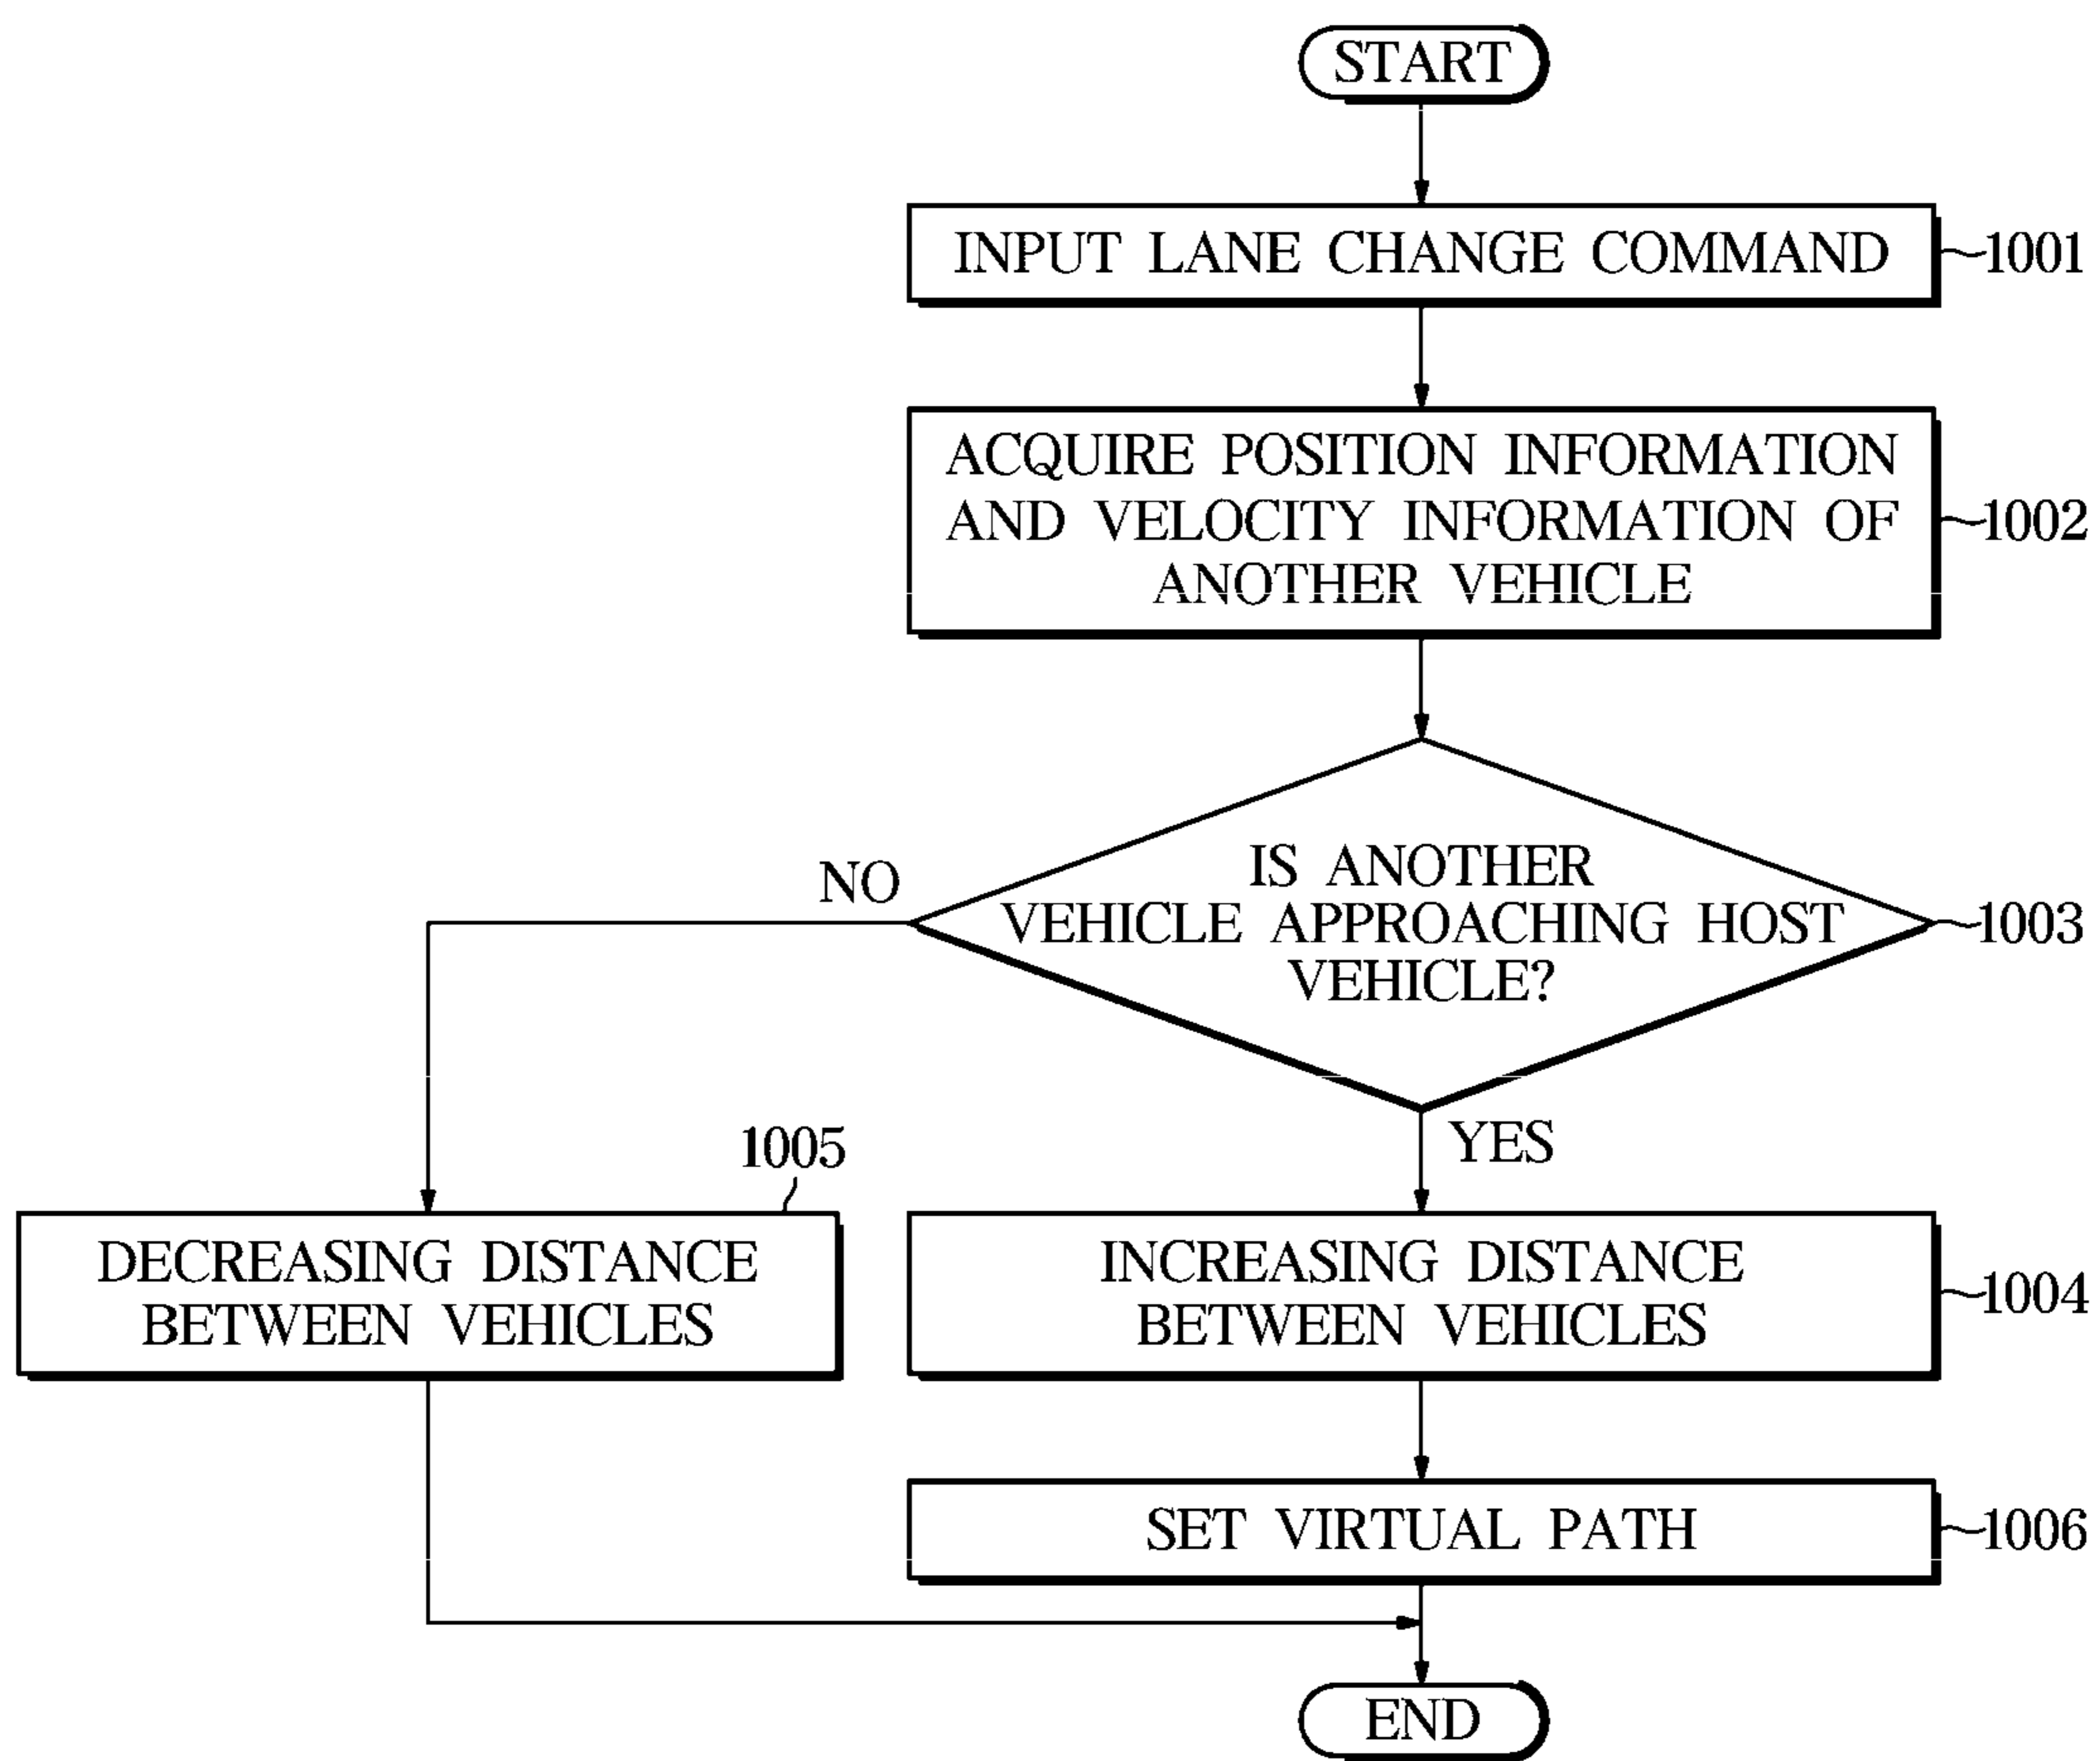 START
INPUT LANE CHANGE COMMAND
1001
ACQUIRE POSITION INFORMATION
AND VELOCITY INFORMATION OF
ANOTHER VEHICLE
1002
IS ANOTHER
VEHICLE APPROACHING HOST
VEHICLE?
1003
NO
YES
1005
DECREASING DISTANCE
BETWEEN VEHICLES
INCREASING DISTANCE
BETWEEN VEHICLES
1004
SET VIRTUAL PATH
1006
END